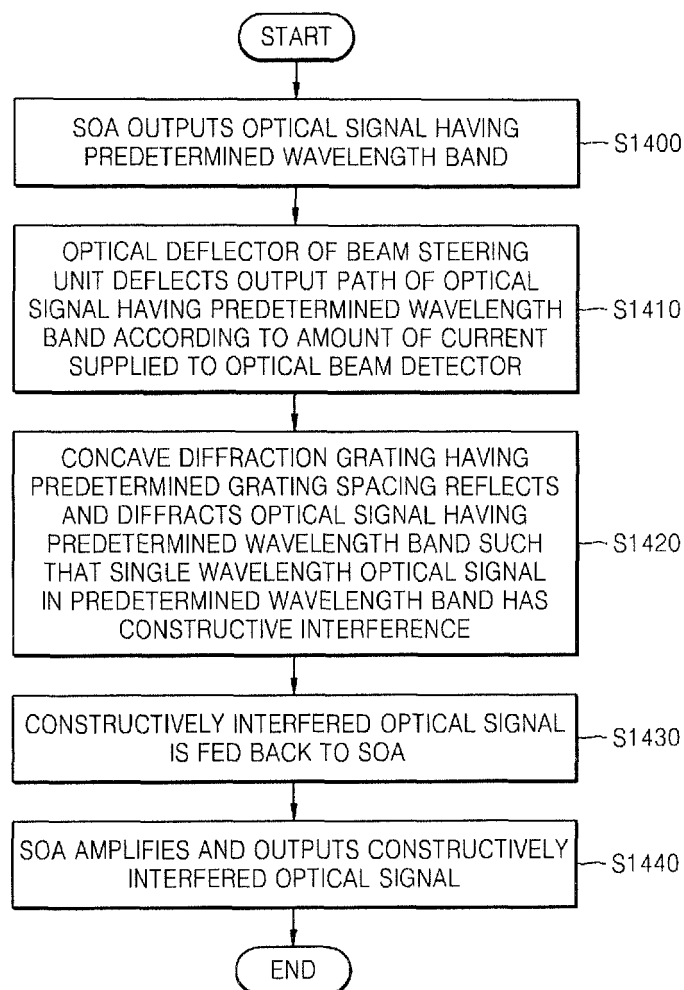 START
SOA OUTPUTS OPTICAL SIGNAL HAVING
PREDETERMINED WAVELENGTH BAND
S1400
OPTICAL DEFLECTOR OF BEAM STEERING
UNIT DEFLECTS OUTPUT PATH OF OPTICAL
SIGNAL HAVING PREDETERMINED WAVELENGTH
BAND ACCORDING TO AMOUNT OF CURRENT
SUPPLIED TO OPTICAL BEAM DETECTOR
S1410
CONCAVE DIFFRACTION GRATING HAVING
PREDETERMINED GRATING SPACING REFLECTS
AND DIFFRACTS OPTICAL SIGNAL HAVING
PREDETERMINED WAVELENGTH BAND SUCH
THAT SINGLE WAVELENGTH OPTICAL SIGNAL
IN PREDETERMINED WAVELENGTH BAND HAS
CONSTRUCTIVE INTERFERENCE
S1420
CONSTRUCTIVELY INTERFERED OPTICAL SIGNAL
IS FED BACK TO SOA
S1430
SOA AMPLIFIES AND OUTPUTS CONSTRUCTIVELY
INTERFERED OPTICAL SIGNAL
S1440
END